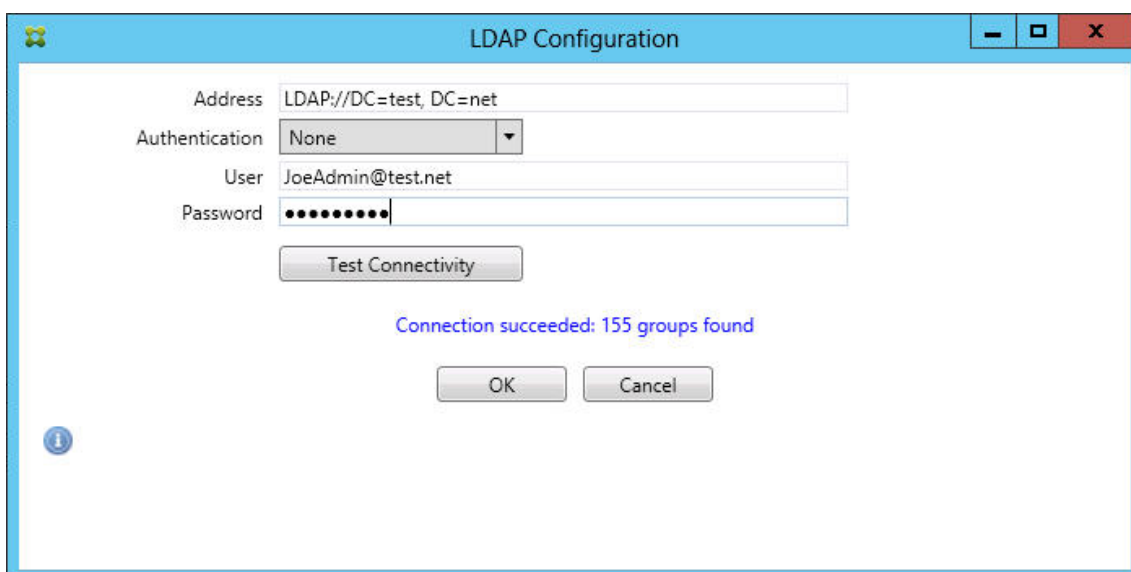 LDAP Configuration
Address LDAP://DC=test, DC=net
Authentication None
User JoeAdmin@test.net
Password •••••••••
Test Connectivity
Connection succeeded: 155 groups found
OK Cancel